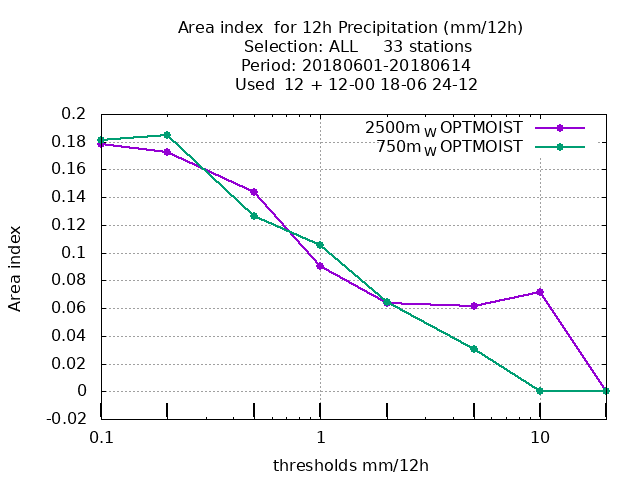 Area index  for 12h Precipitation (mm/12h)
Selection: ALL     33 stations
Period: 20180601-20180614
Used  12 + 12-00 18-06 24-12
2500m_W OPTMOIST
750m_W OPTMOIST
0.2
0.18
0.16
0.14
0.12
0.1
0.08
0.06
0.04
0.02
0
-0.02
Area index
0.1
1
10
thresholds mm/12h